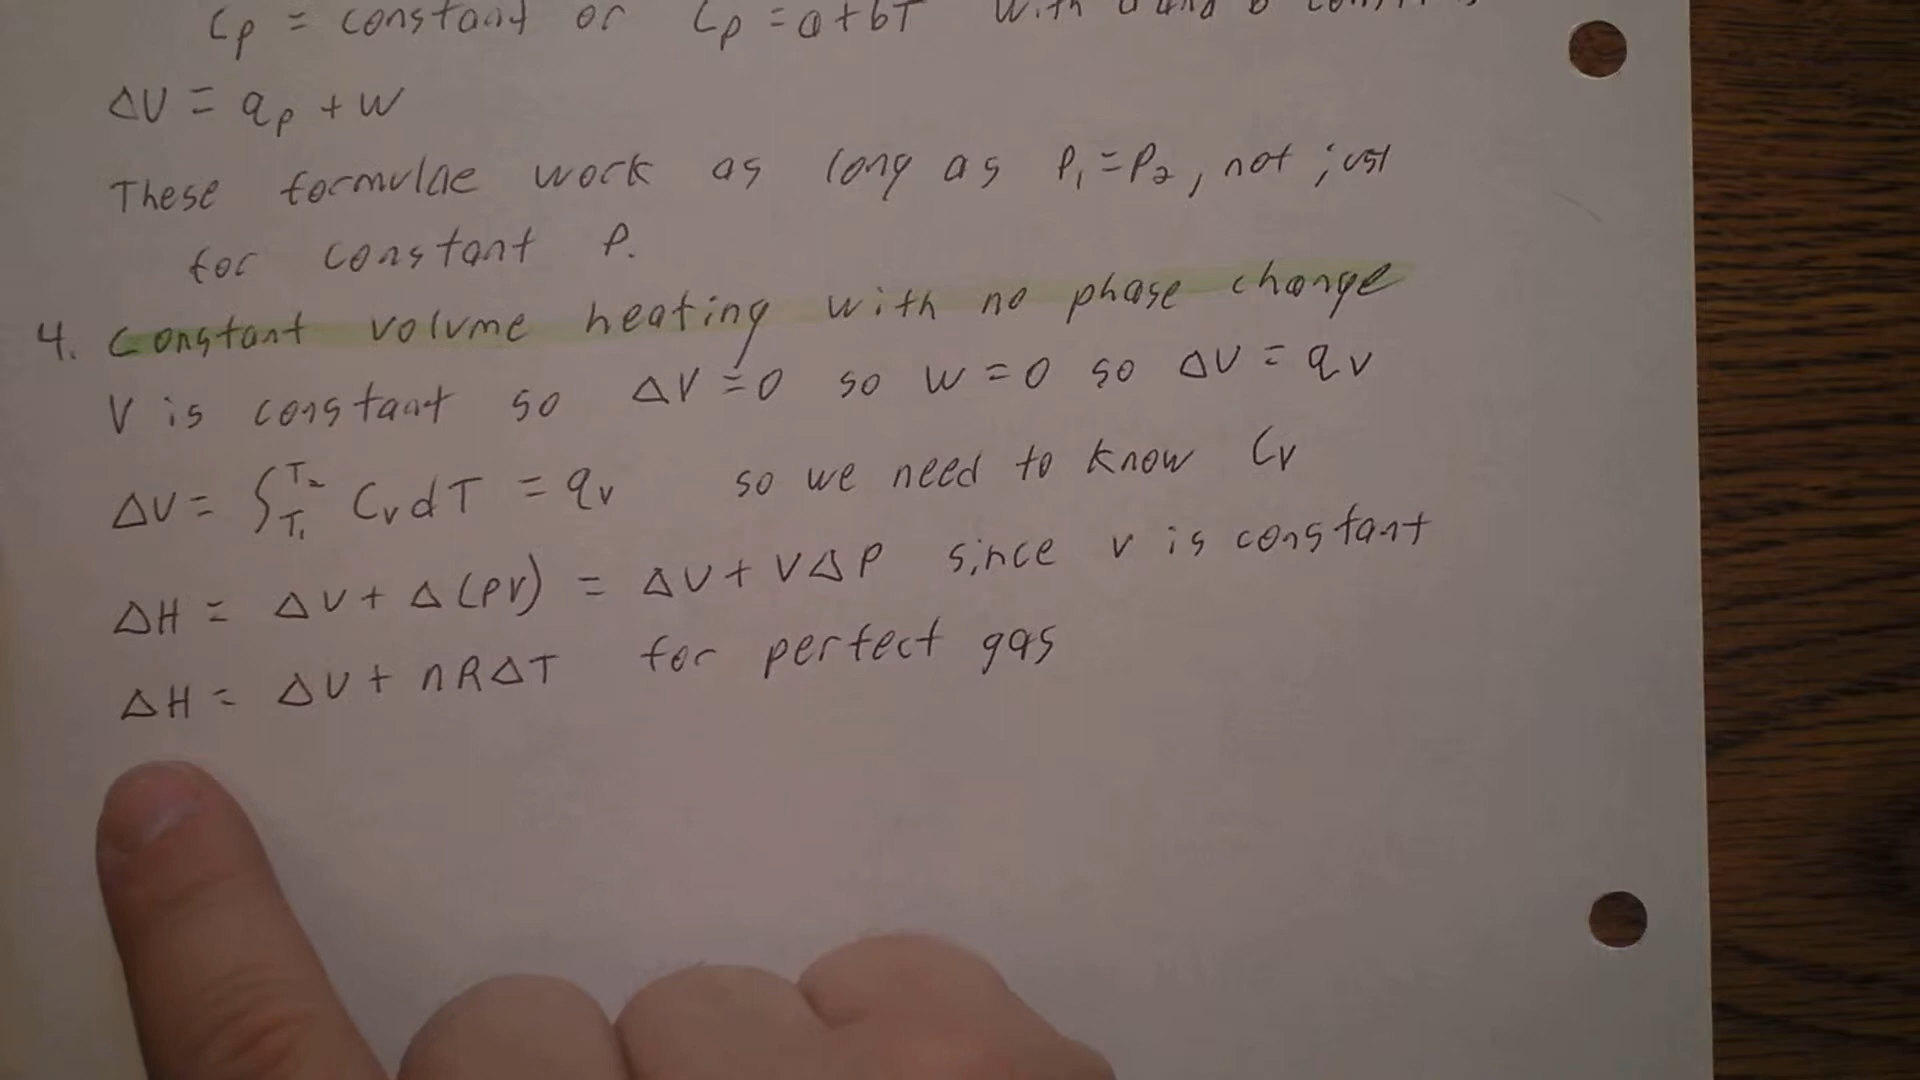 Cp = constant or Cp = a+bT with a and b
ΔU = qp + w
These formulae work as long as P₁=P₂, not just
for constant P.
4. Constant volume heating with no phase change
V is constant so ΔV=0 so w=0 so ΔU = qv
ΔU = ∫T₁T₂ CvdT = qv so we need to know Cv
ΔH = ΔU + Δ(PV) = ΔU + VΔP since V is constant
ΔH = ΔU + nRΔT for perfect gas